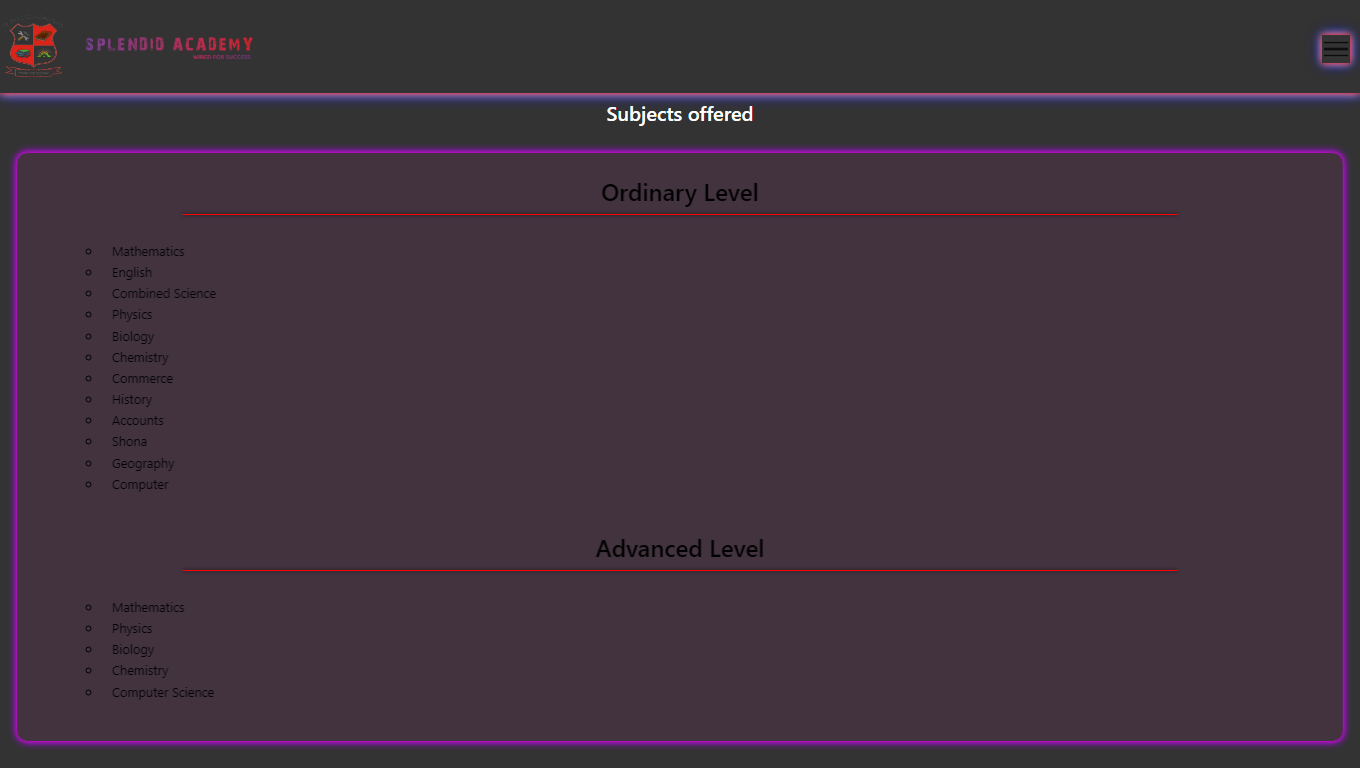 SPLENDID ACADEMY
WIRED FOR SUCCESS
Subjects offered
Ordinary Level
Mathematics
English
Combined Science
Physics
Biology
Chemistry
Commerce
History
Accounts
Shona
Geography
Computer
Advanced Level
Mathematics
Physics
Biology
Chemistry
Computer Science